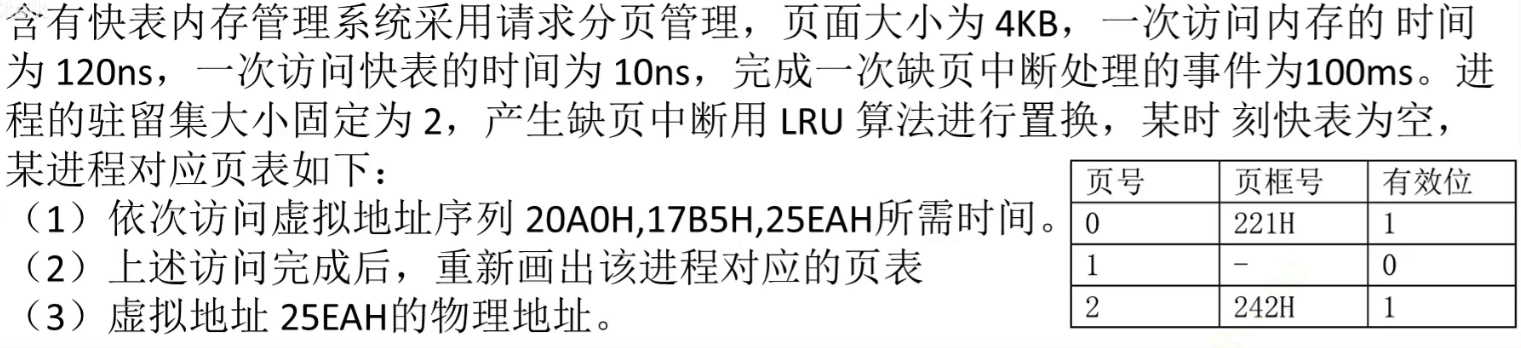 含有快表内存管理系统采用请求分页管理，页面大小为 4KB，一次访问内存的 时间
为 120ns，一次访问快表的时间为 10ns，完成一次缺页中断处理的事件为100ms。进
程的驻留集大小固定为 2，产生缺页中断用 LRU 算法进行置换，某时 刻快表为空，
某进程对应页表如下：
（1）依次访问虚拟地址序列 20A0H,17B5H,25EAH所需时间。
（2）上述访问完成后，重新画出该进程对应的页表
（3）虚拟地址 25EAH的物理地址。
页号 页框号 有效位
0 221H 1
1 - 0
2 242H 1